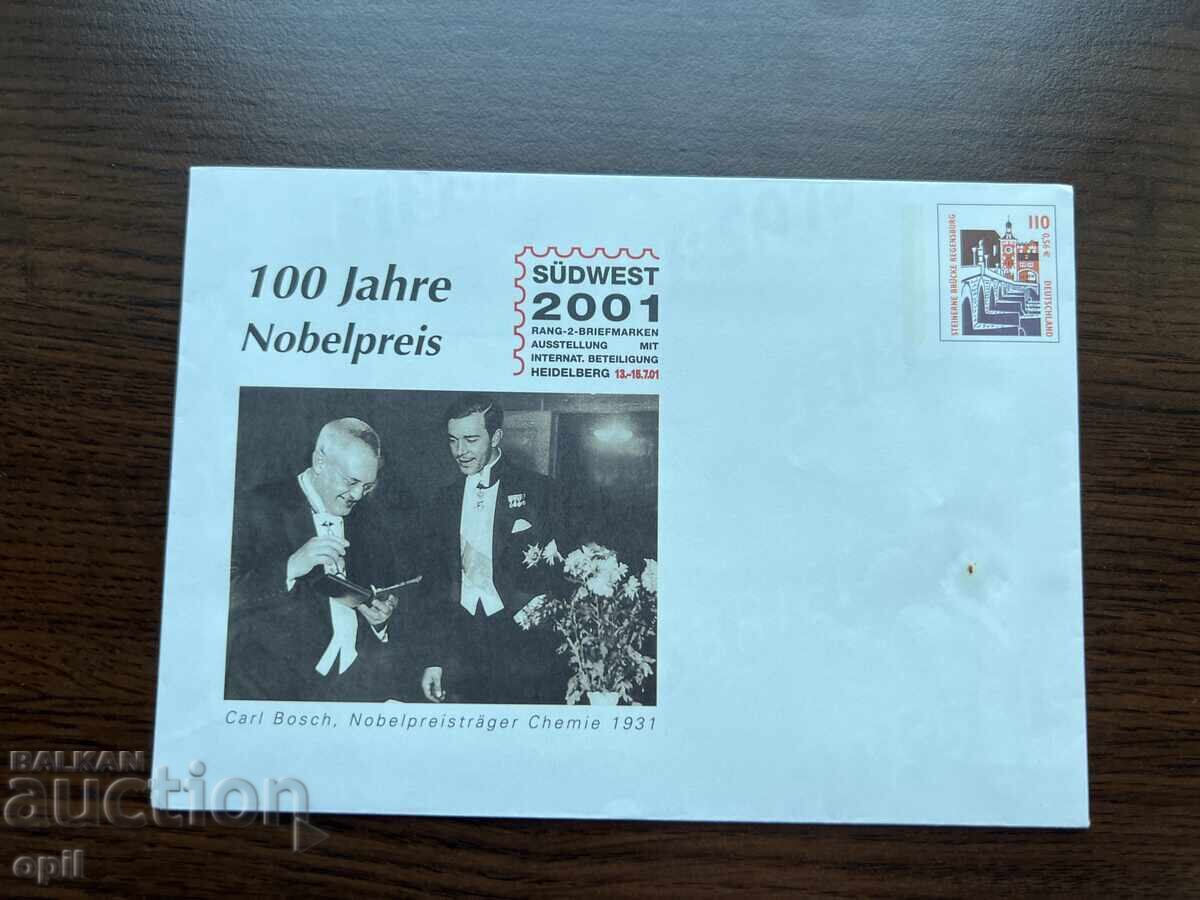 100 Jahre
Nobelpreis
SÜDWEST
2001
RANG-2-BRIEFMARKEN
AUSSTELLUNG MIT
INTERNAT. BETEILIGUNG
HEIDELBERG 13.-15.7.01
STEINERNE BRÜCKE REGENSBURG
110
0,56 €
DEUTSCHLAND
Carl Bosch, Nobelpreisträger Chemie 1931
BALKAN
auction
opil